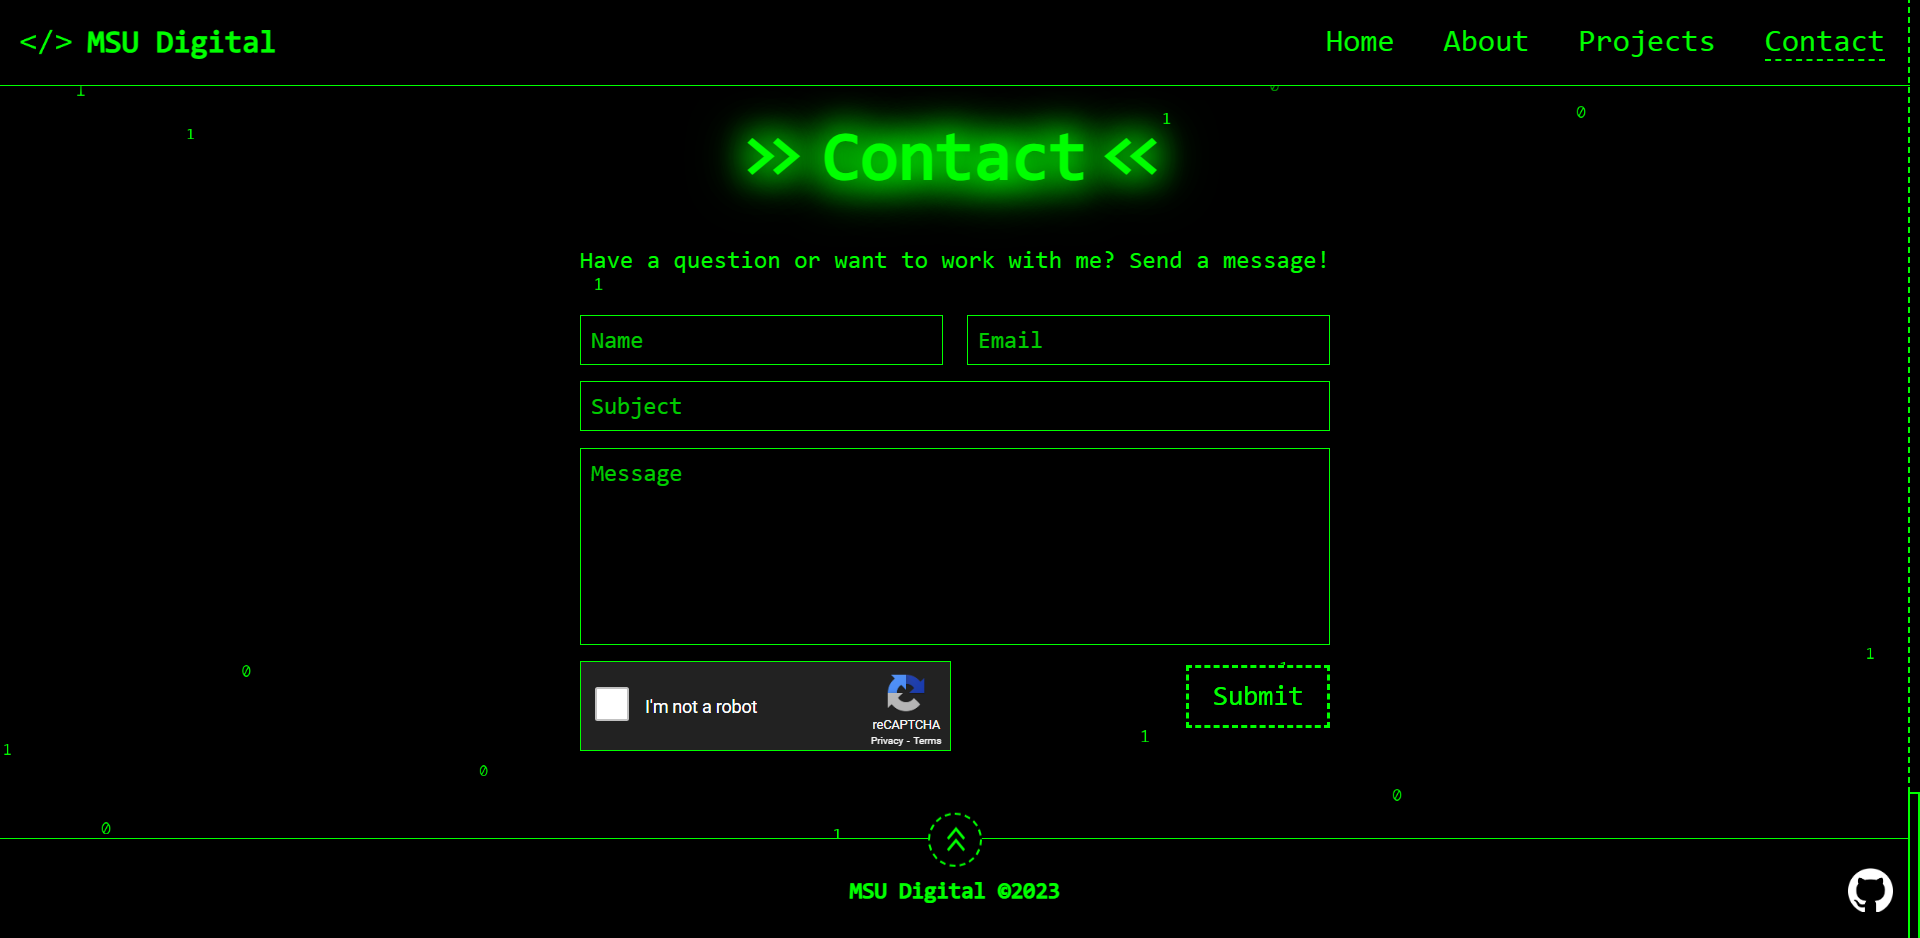 </> MSU Digital
Home About Projects Contact
1 0
1 0
1
>> Contact <<
Have a question or want to work with me? Send a message!
1
Name Email
Subject
Message
1
0 1
I'm not a robot
Submit
reCAPTCHA
Privacy - Terms
1
1
0
0
0 1
MSU Digital ©2023